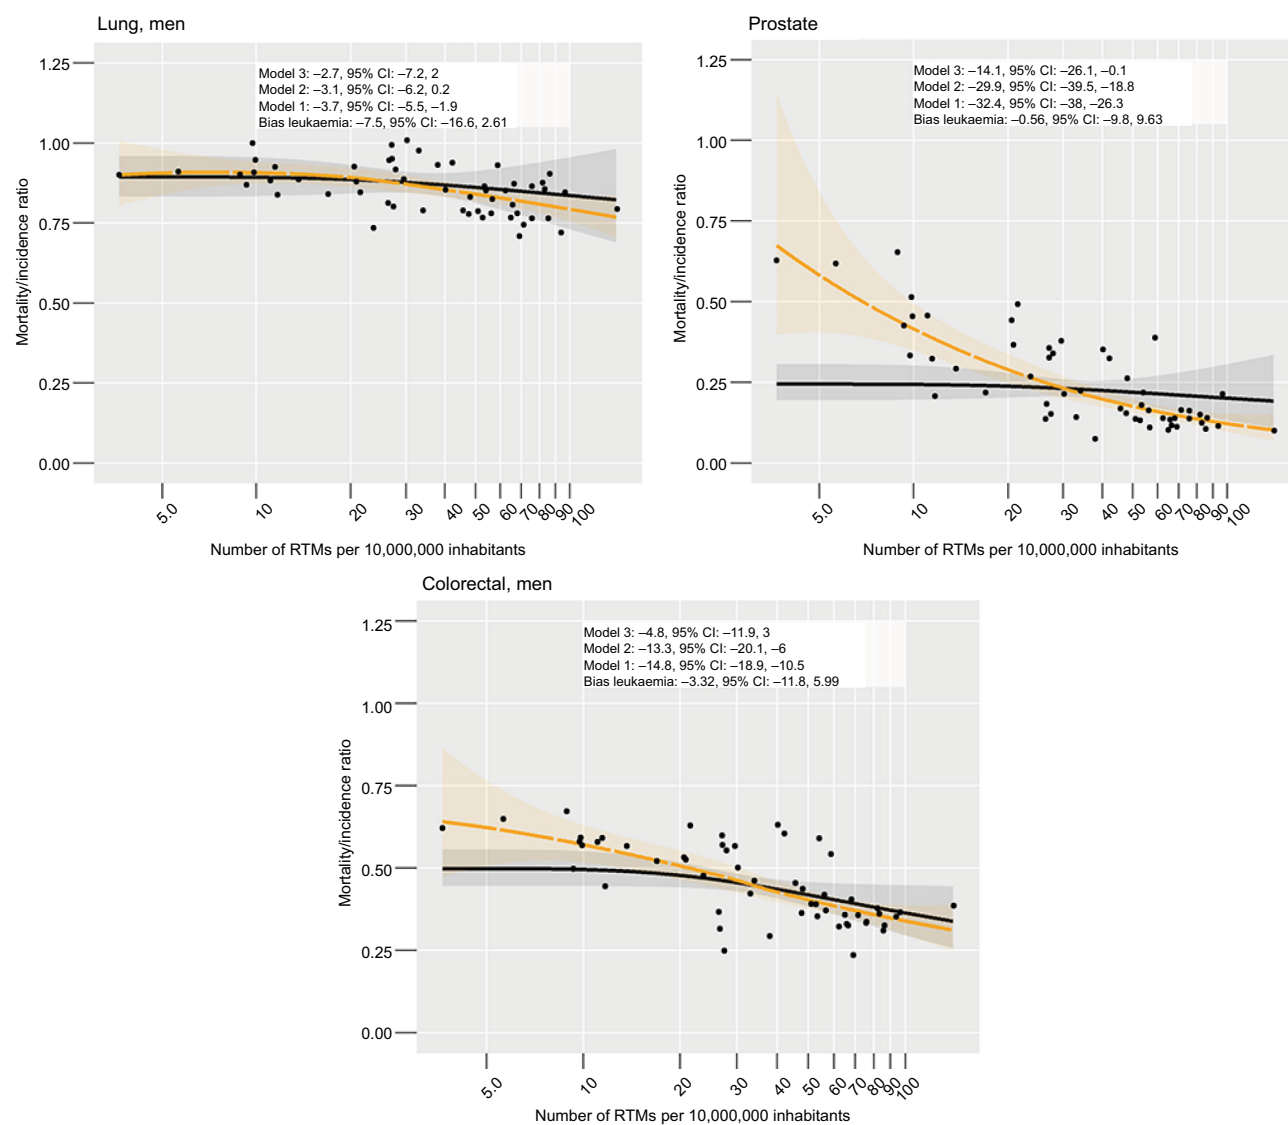 Lung, men
Mortality/incidence ratio
1.25
1.00
0.75
0.50
0.25
0.00
Model 3: –2.7, 95% CI: –7.2, 2
Model 2: –3.1, 95% CI: –6.2, 0.2
Model 1: –3.7, 95% CI: –5.5, –1.9
Bias leukaemia: –7.5, 95% CI: –16.6, 2.61
5.0 10 20 30 40 50 60 70 80 90 100
Number of RTMs per 10,000,000 inhabitants
Prostate
Mortality/incidence ratio
1.25
1.00
0.75
0.50
0.25
0.00
Model 3: –14.1, 95% CI: –26.1, –0.1
Model 2: –29.9, 95% CI: –39.5, –18.8
Model 1: –32.4, 95% CI: –38, –26.3
Bias leukaemia: –0.56, 95% CI: –9.8, 9.63
5.0 10 20 30 40 50 60 70 80 90 100
Number of RTMs per 10,000,000 inhabitants
Colorectal, men
Mortality/incidence ratio
1.25
1.00
0.75
0.50
0.25
0.00
Model 3: –4.8, 95% CI: –11.9, 3
Model 2: –13.3, 95% CI: –20.1, –6
Model 1: –14.8, 95% CI: –18.9, –10.5
Bias leukaemia: –3.32, 95% CI: –11.8, 5.99
5.0 10 20 30 40 50 60 70 80 90 100
Number of RTMs per 10,000,000 inhabitants